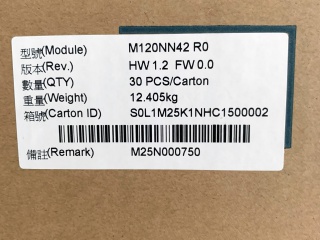 型號(Module) M120NN42 R0
版本(Rev.) HW 1.2 FW 0.0
數量(QTY) 30 PCS/Carton
重量(Weight) 12.405kg
箱號(Carton ID) S0L1M25K1NHC1500002
備註(Remark) M25N000750